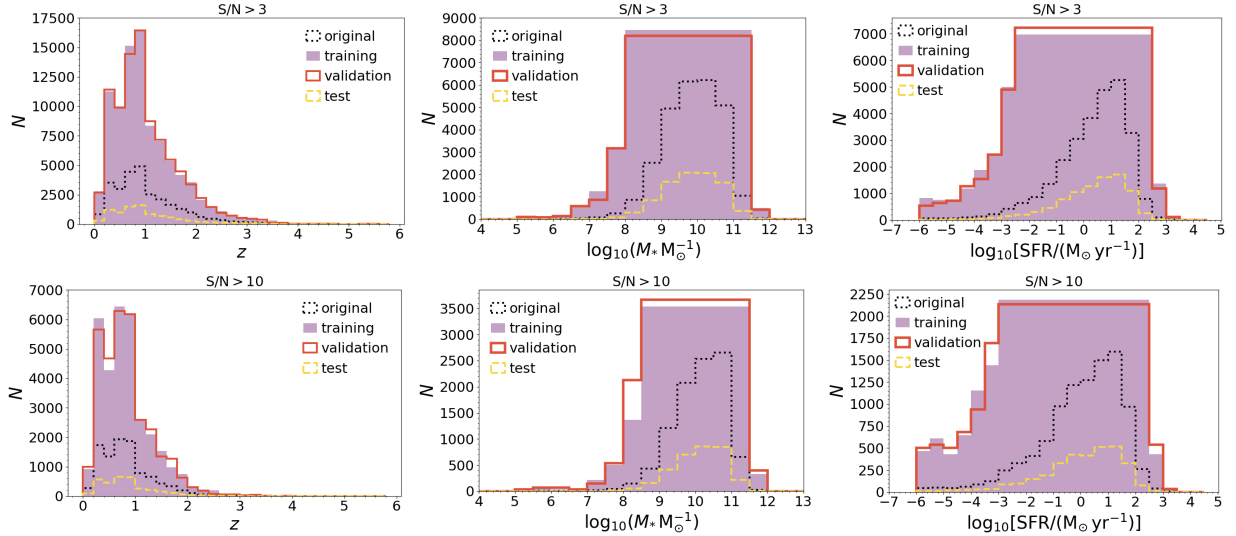 S/N > 3
17500
15000
12500
10000
7500
5000
2500
0
N
original
training
validation
test
0 1 2 3 4 5 6
z
S/N > 3
9000
8000
7000
6000
5000
4000
3000
2000
1000
0
N
original
training
validation
test
4 5 6 7 8 9 10 11 12 13
log₁₀(M* M⊙⁻¹)
S/N > 3
7000
6000
5000
4000
3000
2000
1000
0
N
original
training
validation
test
−7 −6 −5 −4 −3 −2 −1 0 1 2 3 4 5
log₁₀[SFR/(M⊙ yr⁻¹)]
S/N > 10
7000
6000
5000
4000
3000
2000
1000
0
N
original
training
validation
test
0 1 2 3 4 5 6
z
S/N > 10
3500
3000
2500
2000
1500
1000
500
0
N
original
training
validation
test
4 5 6 7 8 9 10 11 12 13
log₁₀(M* M⊙⁻¹)
S/N > 10
2250
2000
1750
1500
1250
1000
750
500
250
0
N
original
training
validation
test
−7 −6 −5 −4 −3 −2 −1 0 1 2 3 4 5
log₁₀[SFR/(M⊙ yr⁻¹)]